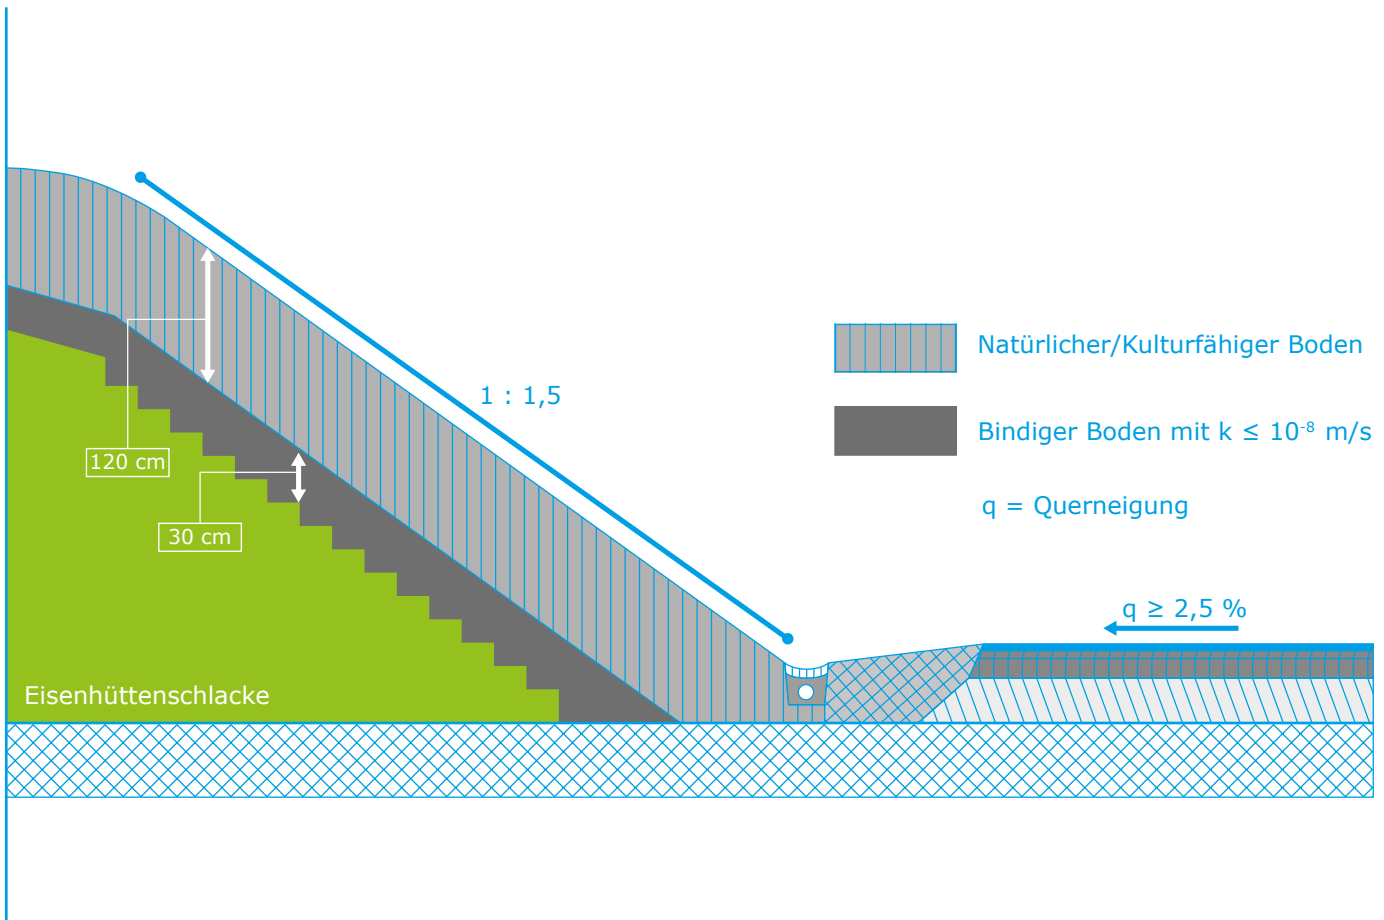 1 : 1,5
Natürlicher/Kulturfähiger Boden
Bindiger Boden mit k ≤ 10⁻⁸ m/s
120 cm
30 cm
q = Querneigung
q ≥ 2,5 %
Eisenhüttenschlacke